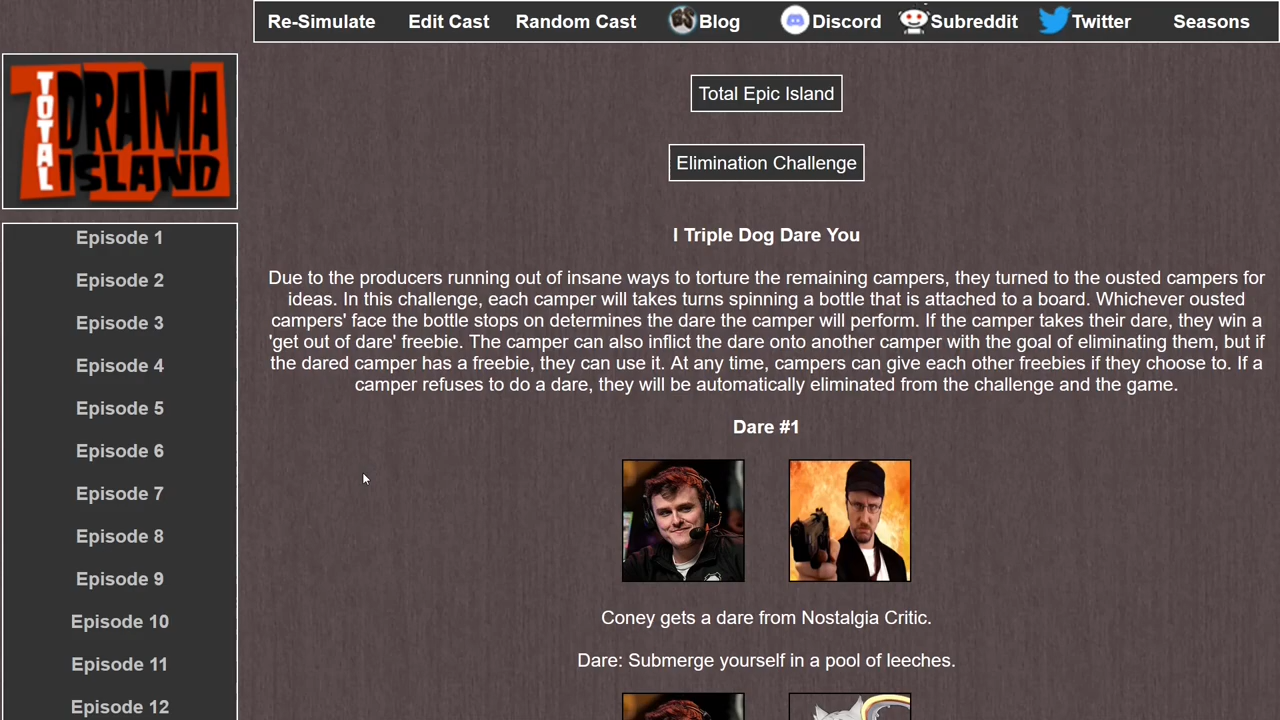 Re-Simulate Edit Cast Random Cast Blog Discord Subreddit Twitter Seasons
TOTAL DRAMA ISLAND
Episode 1
Episode 2
Episode 3
Episode 4
Episode 5
Episode 6
Episode 7
Episode 8
Episode 9
Episode 10
Episode 11
Episode 12
Total Epic Island
Elimination Challenge
I Triple Dog Dare You
Due to the producers running out of insane ways to torture the remaining campers, they turned to the ousted campers for
ideas. In this challenge, each camper will takes turns spinning a bottle that is attached to a board. Whichever ousted
campers' face the bottle stops on determines the dare the camper will perform. If the camper takes their dare, they win a
'get out of dare' freebie. The camper can also inflict the dare onto another camper with the goal of eliminating them, but if
the dared camper has a freebie, they can use it. At any time, campers can give each other freebies if they choose to. If a
camper refuses to do a dare, they will be automatically eliminated from the challenge and the game.
Dare #1
Coney gets a dare from Nostalgia Critic.
Dare: Submerge yourself in a pool of leeches.